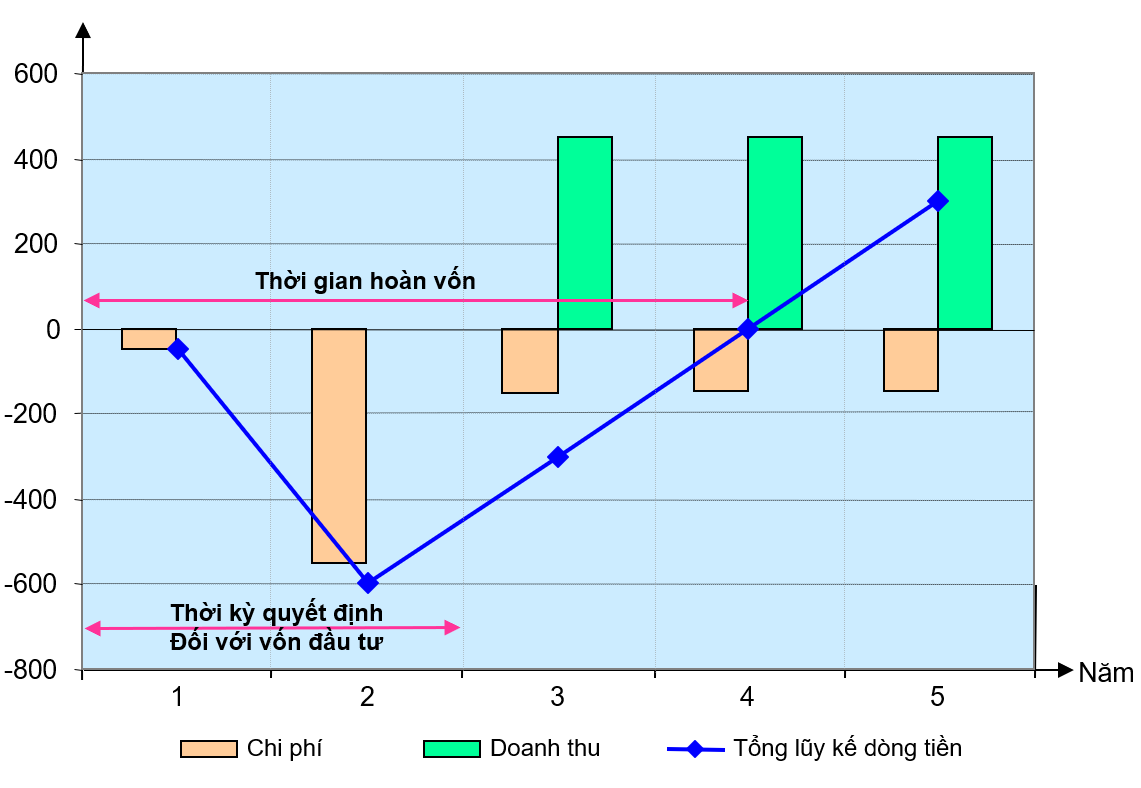 600
400
200
Thời gian hoàn vốn
0
-200
-400
-600
Thời kỳ quyết định
Đối với vốn đầu tư
-800
Năm
1 2 3 4 5
Chi phí Doanh thu Tổng lũy kế dòng tiền